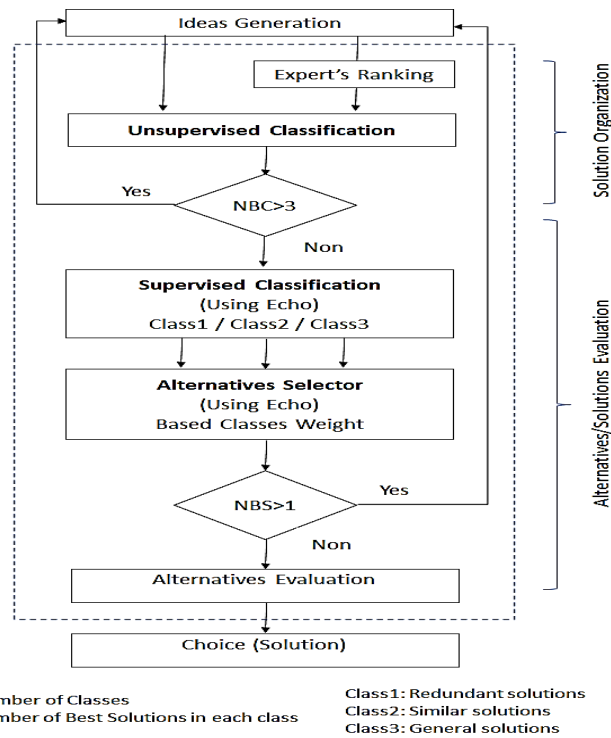 Ideas Generation
Expert's Ranking
Unsupervised Classification
Yes
NBC>3
Non
Supervised Classification
(Using Echo)
Class1 / Class2 / Class3
Alternatives Selector
(Using Echo)
Based Classes Weight
NBS>1
Yes
Non
Alternatives Evaluation
Choice (Solution)
Solution Organization
Alternatives/Solutions Evaluation
of Classes
of Best Solutions in each class
Class1: Redundant solutions
Class2: Similar solutions
Class3: General solutions